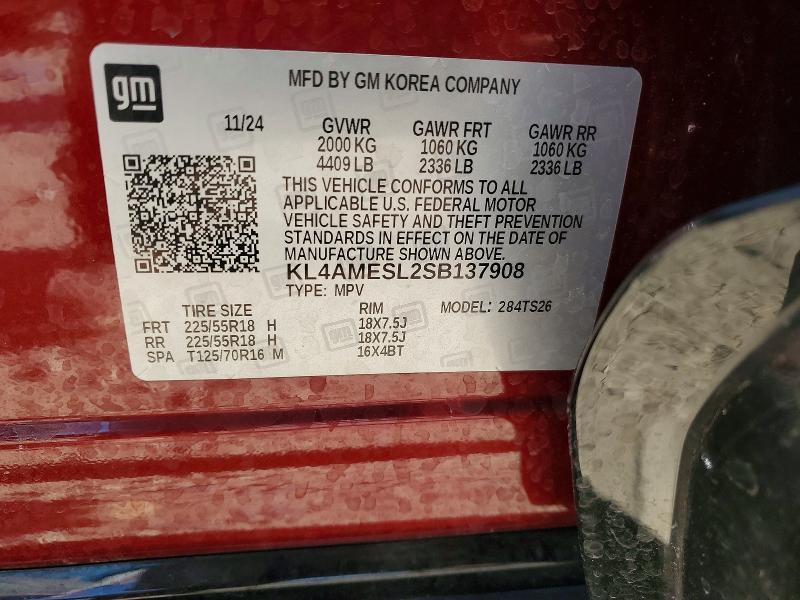 gm
MFD BY GM KOREA COMPANY
11/24 GVWR GAWR FRT GAWR RR
2000 KG 1060 KG 1060 KG
4409 LB 2336 LB 2336 LB
THIS VEHICLE CONFORMS TO ALL
APPLICABLE U.S. FEDERAL MOTOR
VEHICLE SAFETY AND THEFT PREVENTION
STANDARDS IN EFFECT ON THE DATE OF
MANUFACTURE SHOWN ABOVE.
KL4AMESL2SB137908
TYPE: MPV
TIRE SIZE RIM MODEL: 284TS26
FRT 225/55R18 H 18X7.5J
RR 225/55R18 H 18X7.5J
SPA T125/70R16 M 16X4BT